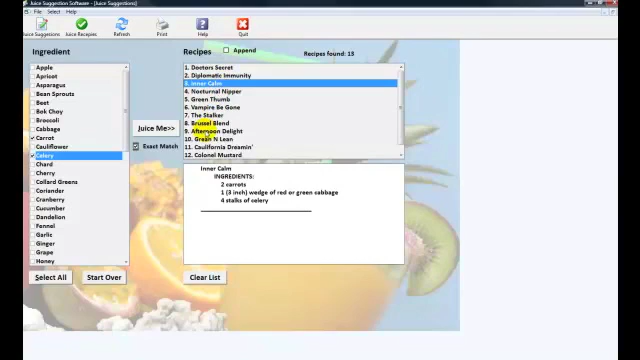 Juice Suggestion Software - [Juice Suggestions]
File Select Help
Juice Suggestions Juice Recipies Refresh Print Help Quit
Ingredient
Apple
Apricot
Asparagus
Bean Sprouts
Beet
Bok Choy
Broccoli
Cabbage
Carrot
Cauliflower
Celery
Chard
Cherry
Collard Greens
Coriander
Cranberry
Cucumber
Dandelion
Fennel
Garlic
Ginger
Grape
Honey
Select All
Start Over
Juice Me>>
Exact Match
Recipes
Append
Recipes found: 13
1. Doctors Secret
2. Diplomatic Immunity
3. Inner Calm
4. Nocturnal Nipper
5. Green Thumb
6. Vampire Be Gone
7. The Stalker
8. Brussel Blend
9. Afternoon Delight
10. Green N Lean
11. California Dreamin'
12. Colonel Mustard
Inner Calm
INGREDIENTS:
2 carrots
1 (3 inch) wedge of red or green cabbage
4 stalks of celery
Clear List